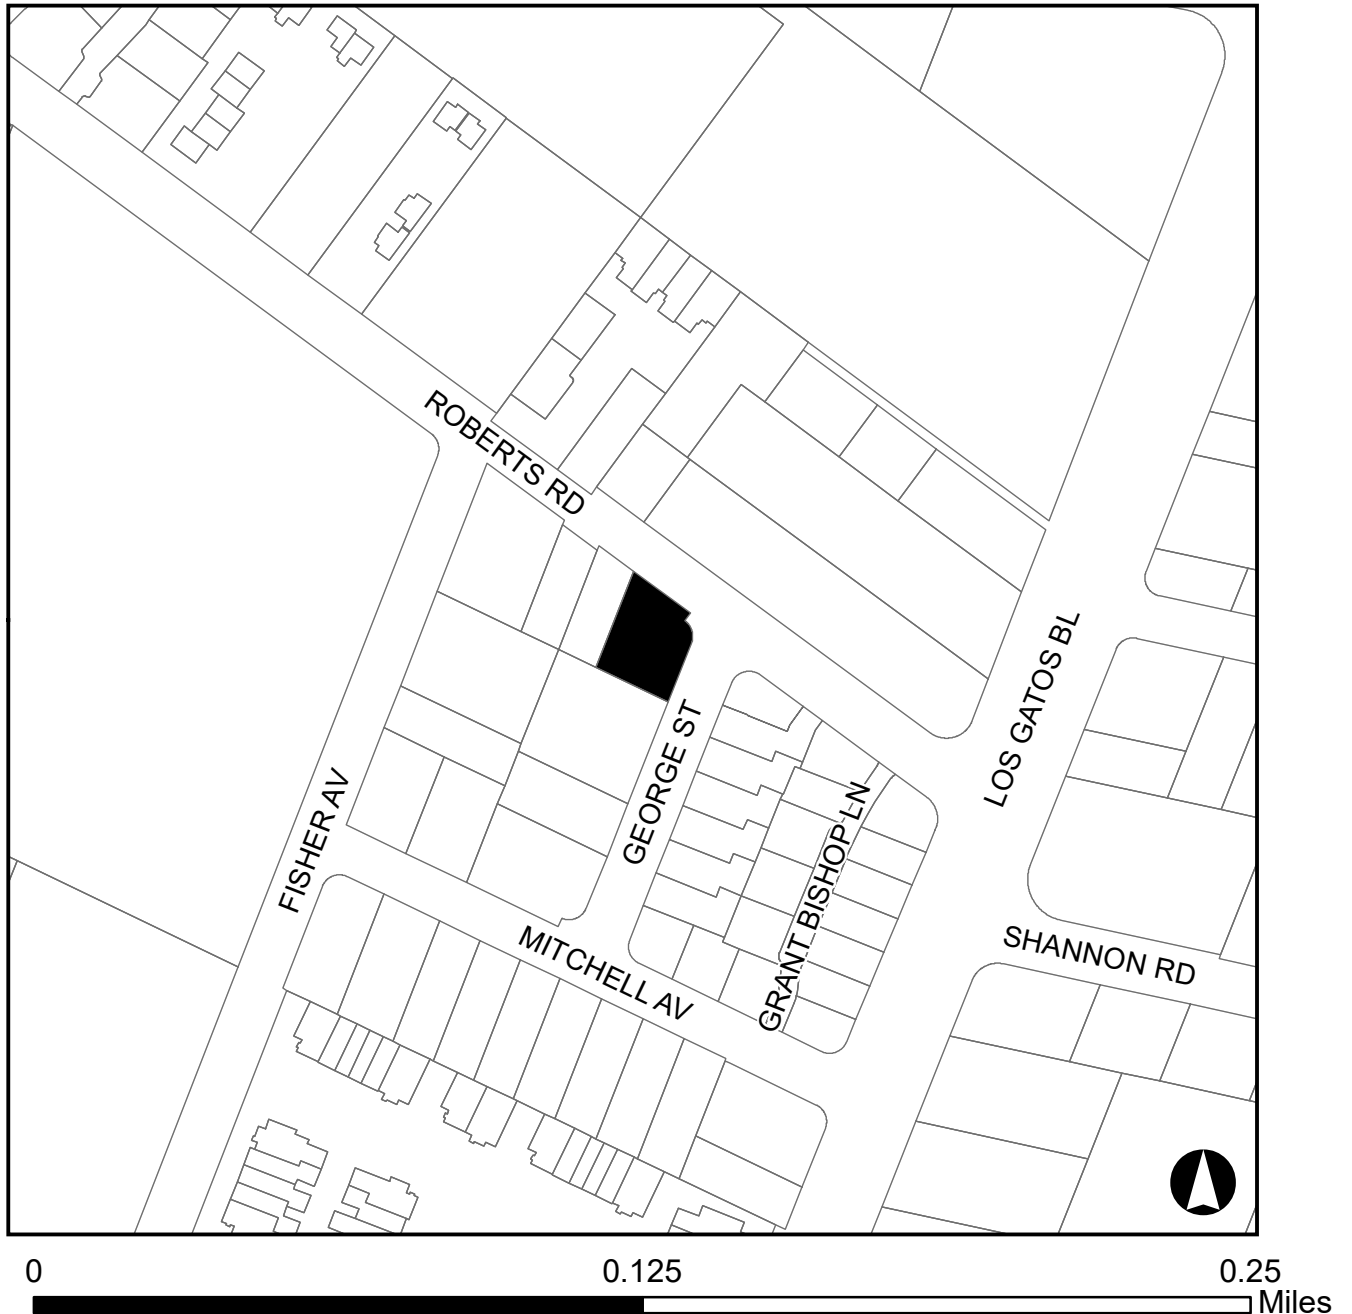 ROBERTS RD
LOS GATOS BL
GEORGE ST
FISHER AV
GRANT BISHOP LN
SHANNON RD
MITCHELL AV
0 0.125 0.25
Miles